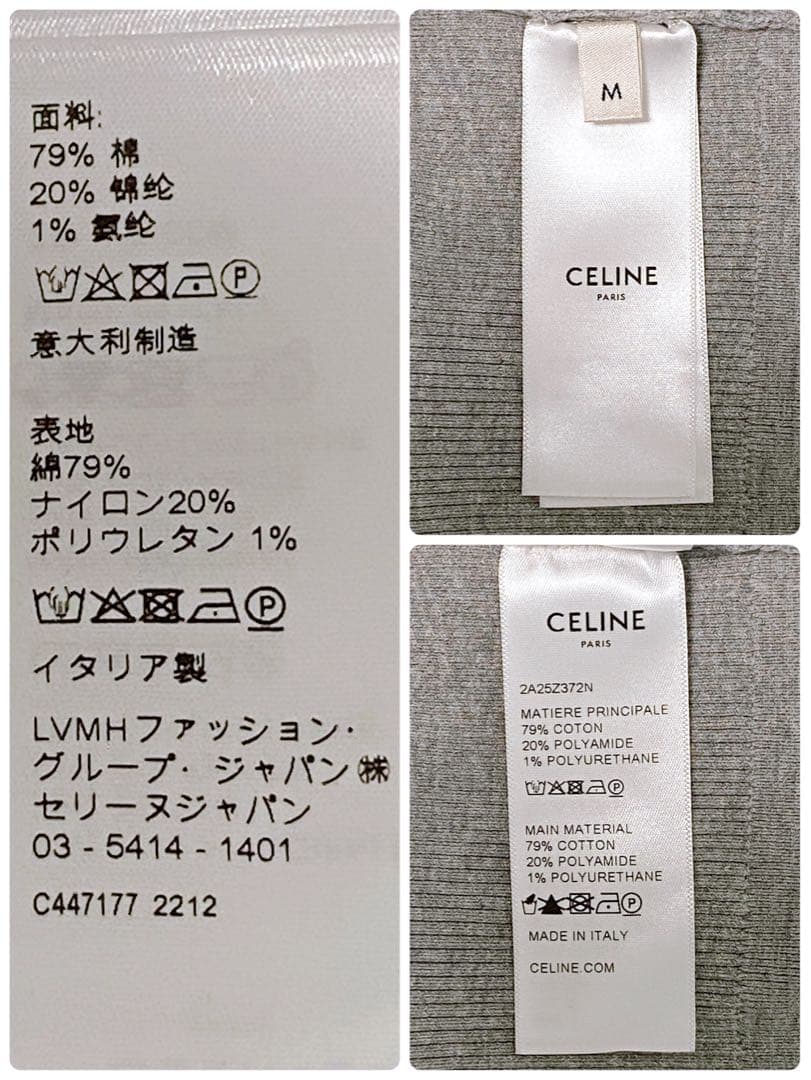 面料:
79% 棉
20% 锦纶
1% 氨纶
P
意大利制造
表地
綿79%
ナイロン20%
ポリウレタン 1%
P
イタリア製
LVMHファッション・
グループ・ジャパン㈱
セリーヌジャパン
03 - 5414 - 1401
C447177 2212
M
CELINE
PARIS
CELINE
PARIS
2A25Z372N
MATIERE PRINCIPALE
79% COTON
20% POLYAMIDE
1% POLYURETHANE
P
MAIN MATERIAL
79% COTTON
20% POLYAMIDE
1% POLYURETHANE
P
MADE IN ITALY
CELINE.COM